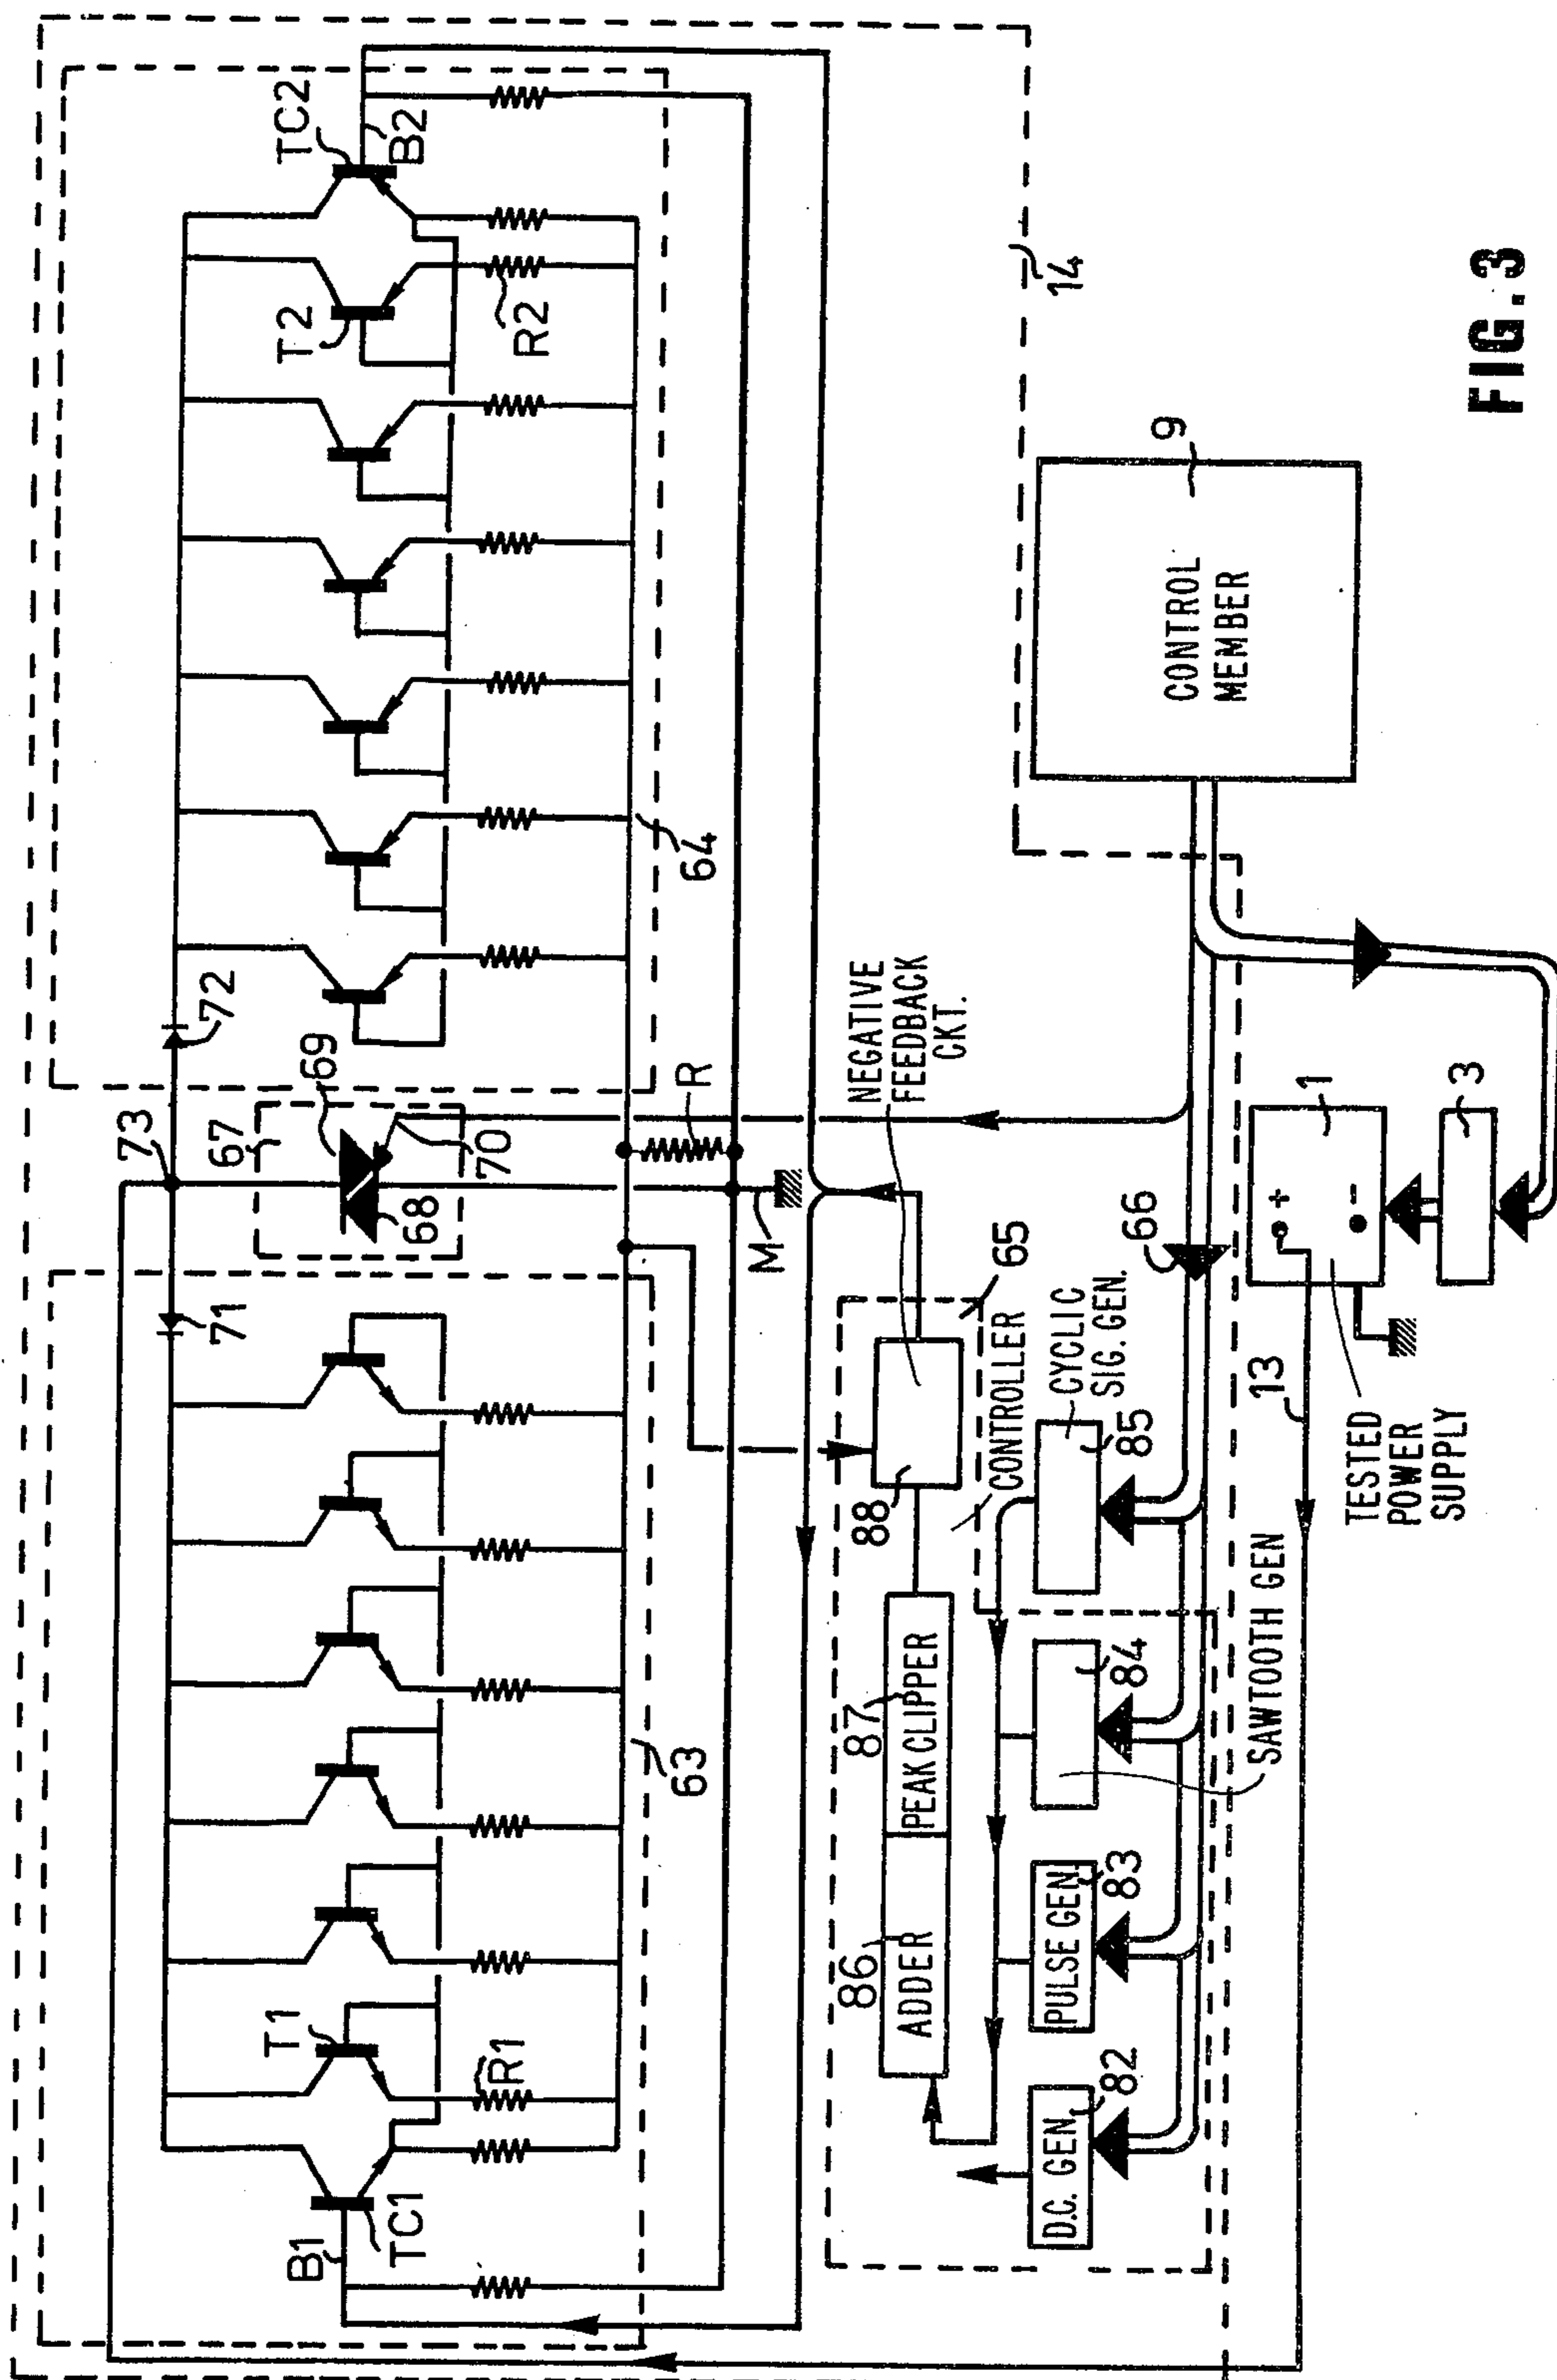 TC2
B2
T2
R2
14
FIG.3
9
CONTROL
MEMBER
64
72
69
67
73
70
R
M
68
71
NEGATIVE
FEEDBACK
CKT.
66
1
+
-
3
65
CONTROLLER
CYCLIC
SIG. GEN.
85
13
TESTED
POWER
SUPPLY
88
63
87
PEAK CLIPPER
84
SAWTOOTH GEN
86
ADDER
PULSE GEN.
83
D.C. GEN.
82
T1
R1
TC1
B1